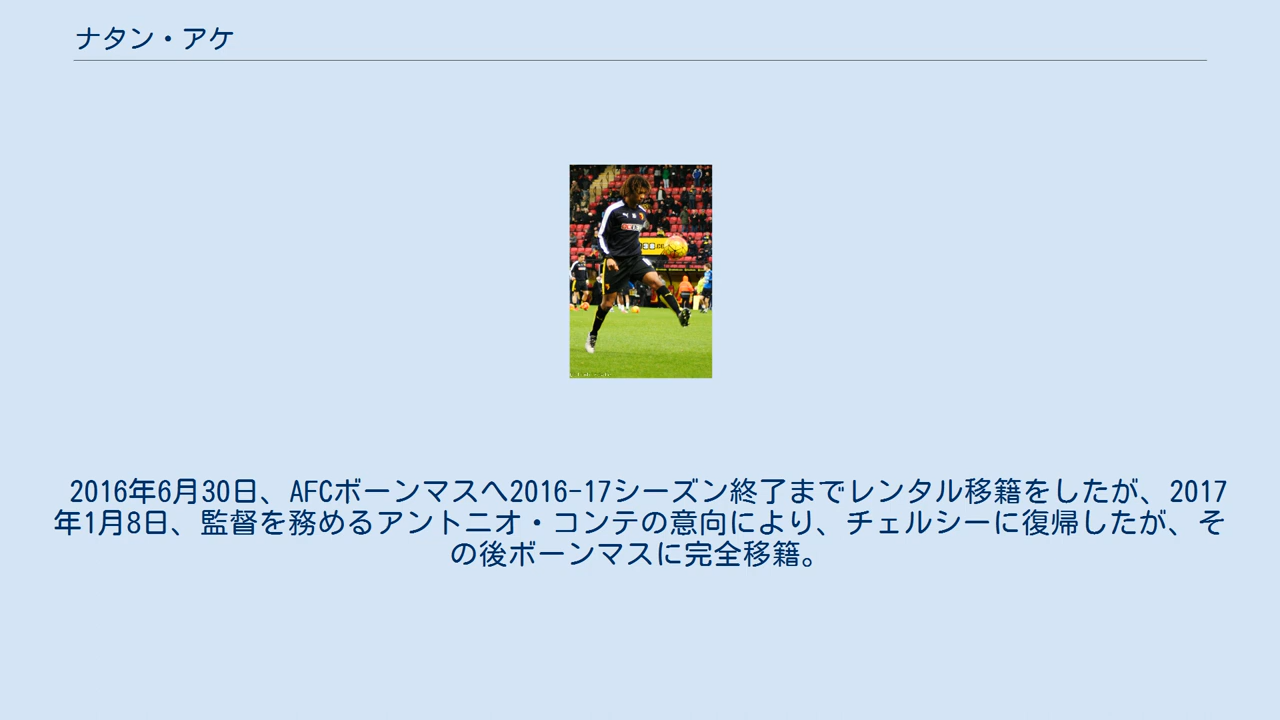 ナタン・アケ
2016年6月30日、AFCボーンマスへ2016-17シーズン終了までレンタル移籍をしたが、2017
年1月8日、監督を務めるアントニオ・コンテの意向により、チェルシーに復帰したが、そ
の後ボーンマスに完全移籍。